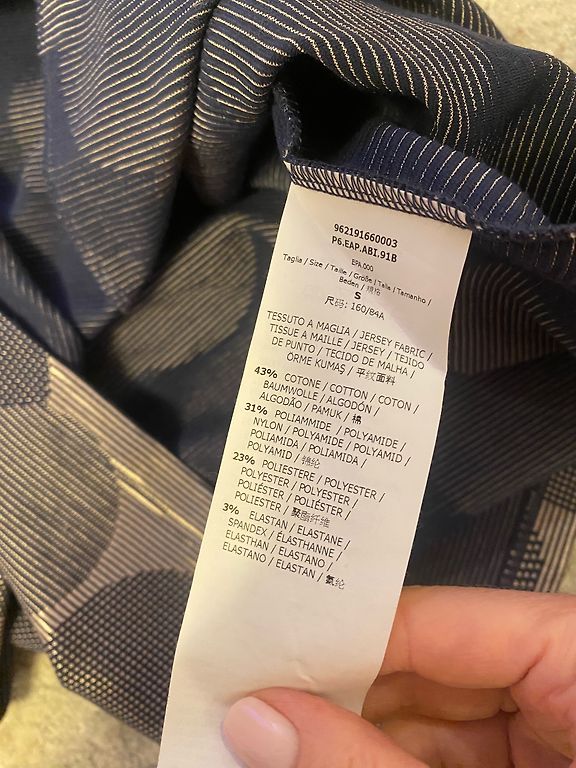 962191660003
P6.EAP.ABI.91B
EPA 000
Taglia / Size / Taille / Größe / Talla / Tamanho /
Beden / 规格
S
尺码: 160/84A
TESSUTO A MAGLIA / JERSEY FABRIC /
TISSUE A MAILLE / JERSEY / TEJIDO
DE PUNTO / TECIDO DE MALHA /
ÖRME KUMAŞ / 平纹面料
43% COTONE / COTTON / COTON /
BAUMWOLLE / ALGODÓN /
ALGODÃO / PAMUK / 棉
31% POLIAMMIDE / POLYAMIDE /
NYLON / POLYAMIDE / POLYAMID /
POLIAMIDA / POLIAMIDA /
POLYAMID / 锦纶
23% POLIESTERE / POLYESTER /
POLYESTER / POLYESTER /
POLIÉSTER / POLIÉSTER /
POLIESTER / 聚酯纤维
3% ELASTAN / ELASTANE /
SPANDEX / ÉLASTHANNE /
ELASTHAN / ELASTANO /
ELASTANO / ELASTAN / 氨纶